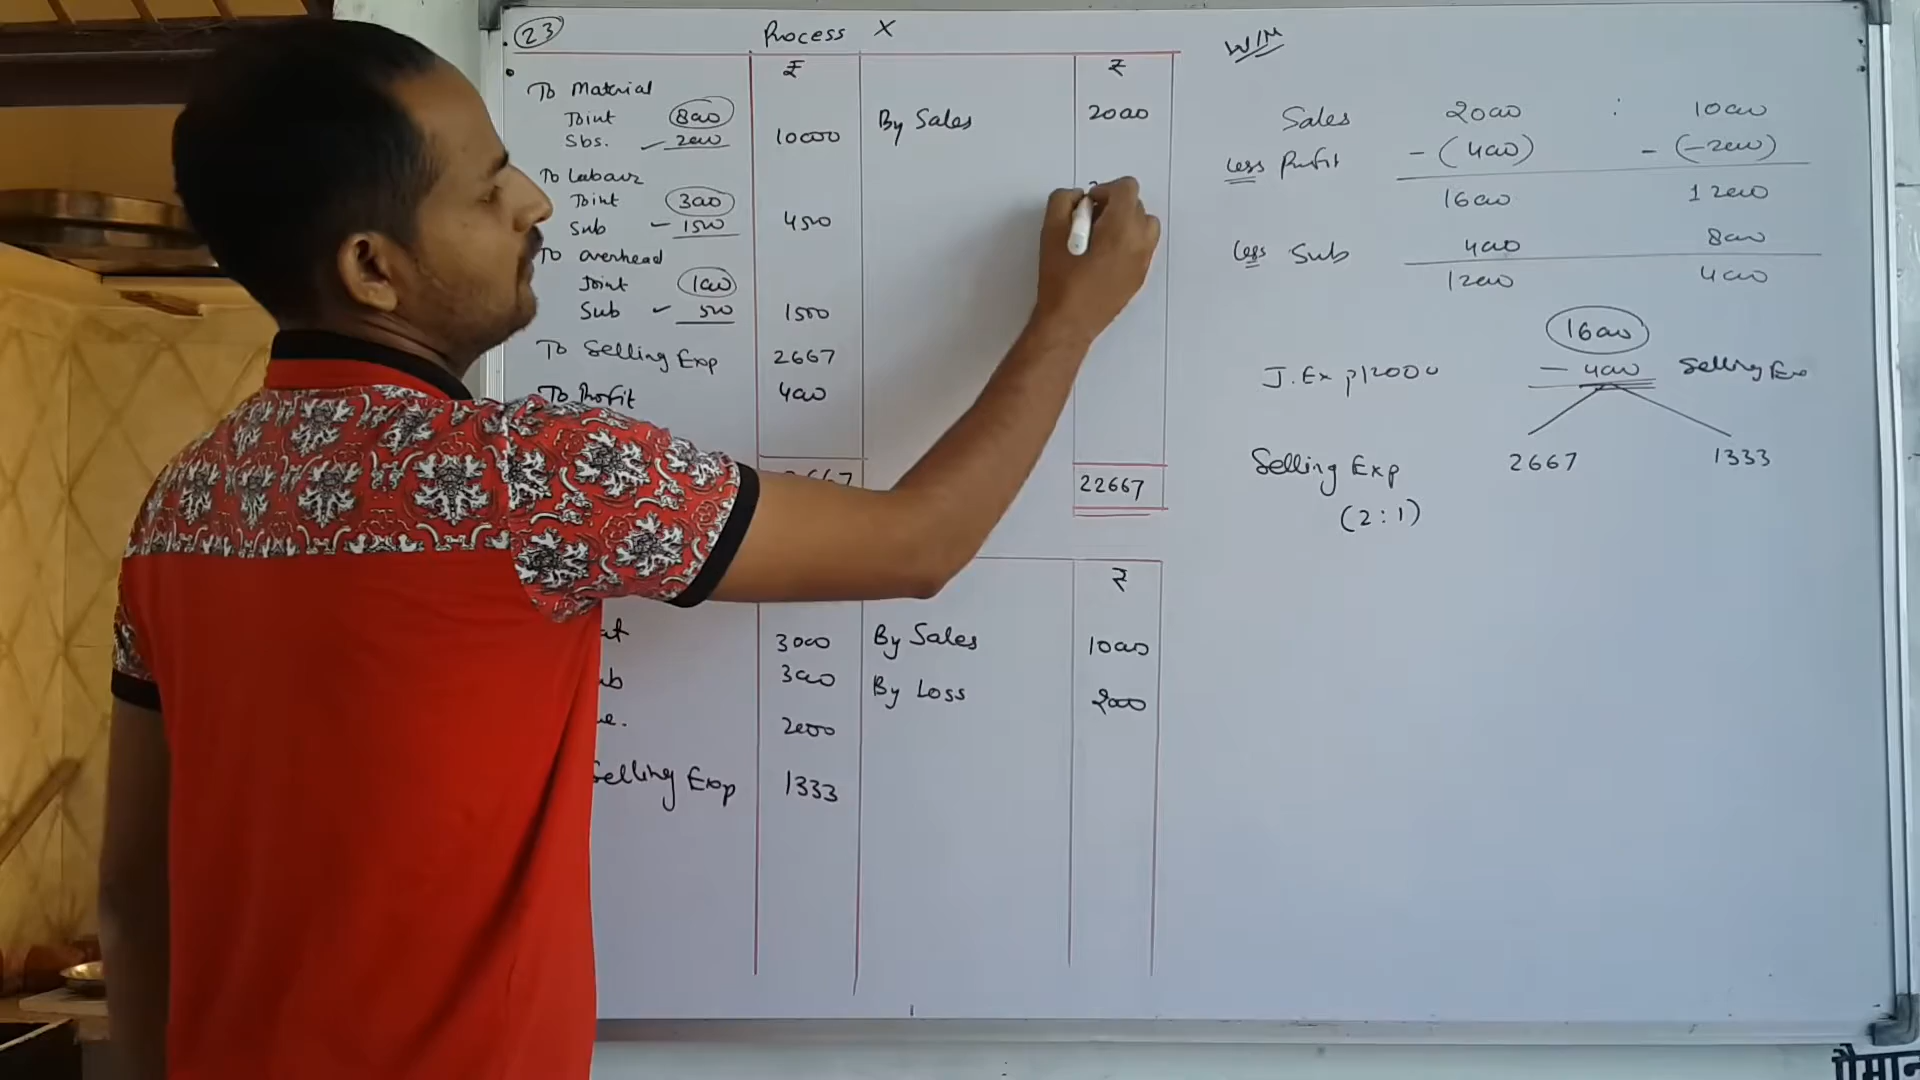 23
Process X
₹
₹
To Material
Joint 8000
Sbs. 2000
10000
By Sales
20000
To Labour
Joint 3000
Sub 1500
4500
To overhead
Joint 1000
Sub 500
1500
To Selling Exp
2667
To Profit
4000
22667
₹
3000
By Sales
10000
3000
By Loss
2000
2000
Selling Exp
1333
W/N
Sales 20000 : 10000
Less Profit - (4000) - (-2000)
16000 12000
Less Sub 4000 8000
12000 4000
16000
J. Exp 12000
- 4000 Selling Exp
Selling Exp 2667 1333
(2:1)